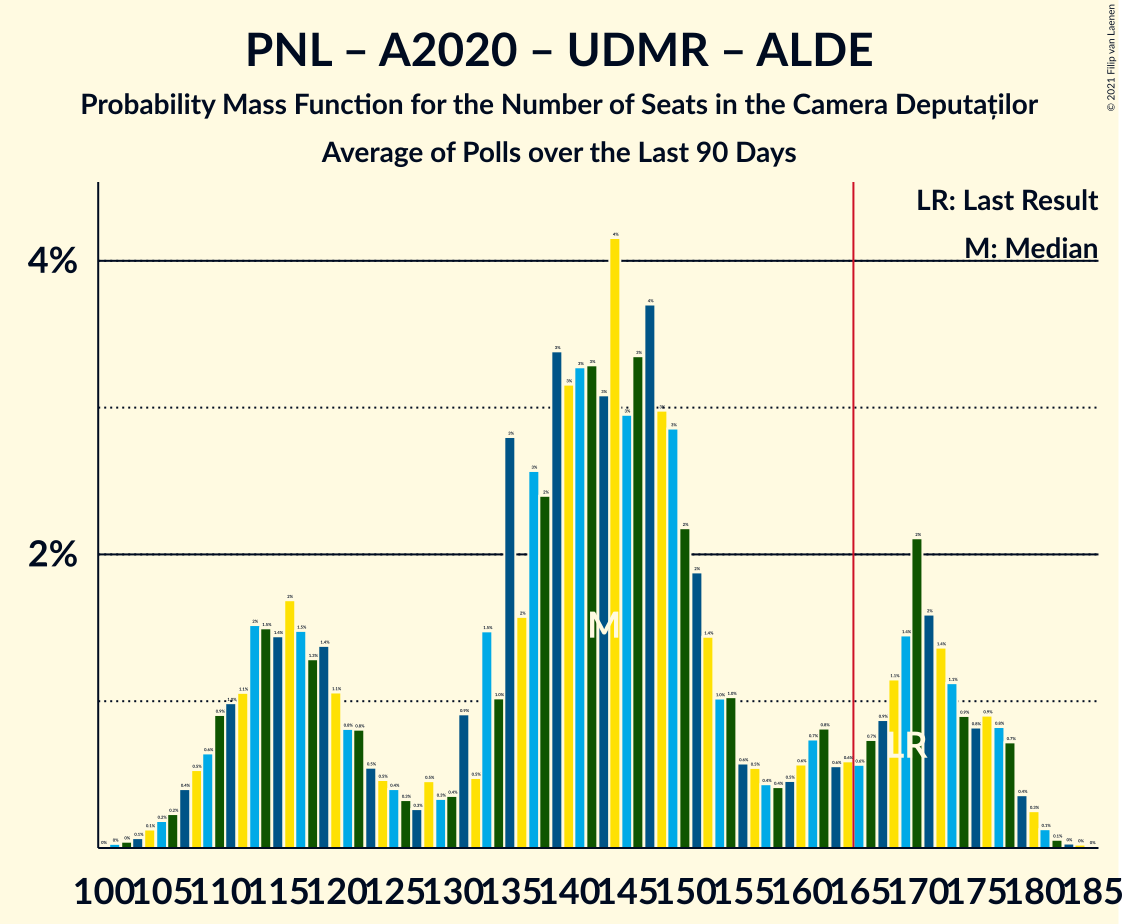 PNL – A2020 – UDMR – ALDE
Probability Mass Function for the Number of Seats in the Camera Deputaților
Average of Polls over the Last 90 Days
© 2021 Filip van Laenen
LR: Last Result
M: Median
4%
2%
M
LR
100 105 110 115 120 125 130 135 140 145 150 155 160 165 170 175 180 185